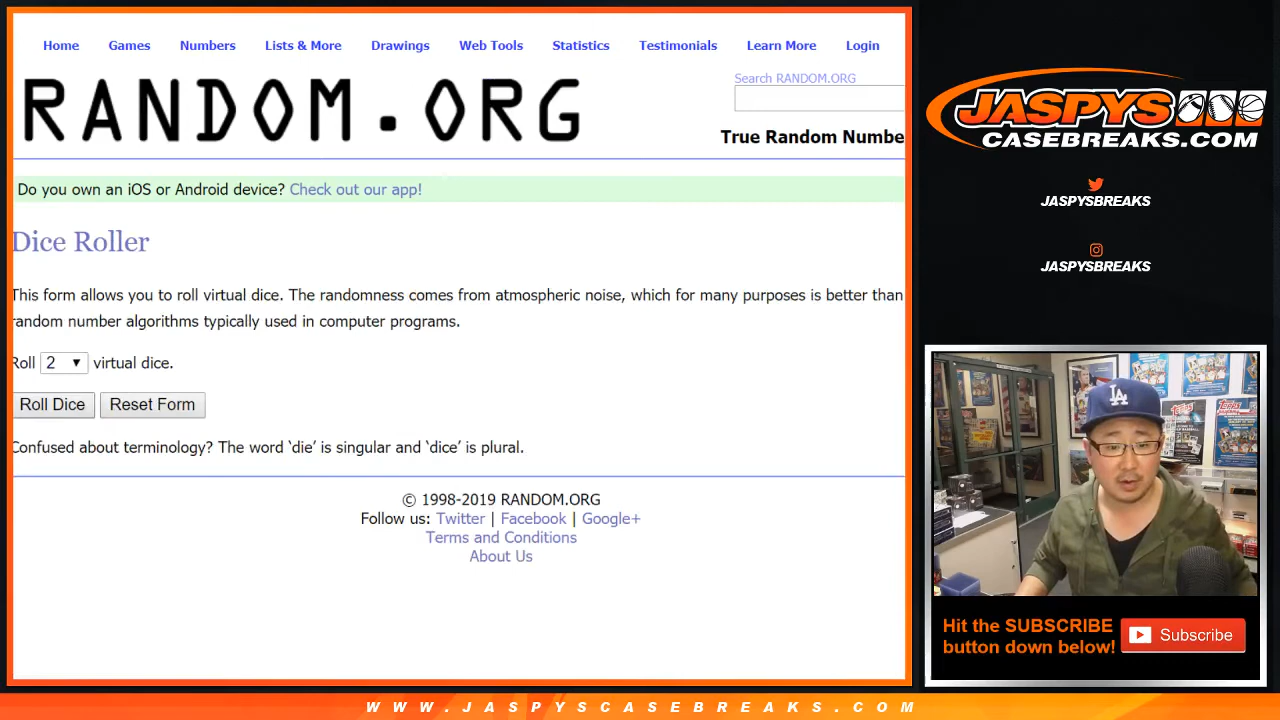 Home Games Numbers Lists & More Drawings Web Tools Statistics Testimonials Learn More Login
RANDOM.ORG
Search RANDOM.ORG
True Random Numbe
Do you own an iOS or Android device? Check out our app!
Dice Roller
This form allows you to roll virtual dice. The randomness comes from atmospheric noise, which for many purposes is better than
random number algorithms typically used in computer programs.
Roll 2 virtual dice.
Roll Dice Reset Form
Confused about terminology? The word ‘die’ is singular and ‘dice’ is plural.
© 1998-2019 RANDOM.ORG
Follow us: Twitter | Facebook | Google+
Terms and Conditions
About Us
JASPYS
CASEBREAKS.COM
JASPYSBREAKS
JASPYSBREAKS
LA
Topps
Hit the SUBSCRIBE
button down below!
Subscribe
WWW.JASPYSCASEBREAKS.COM